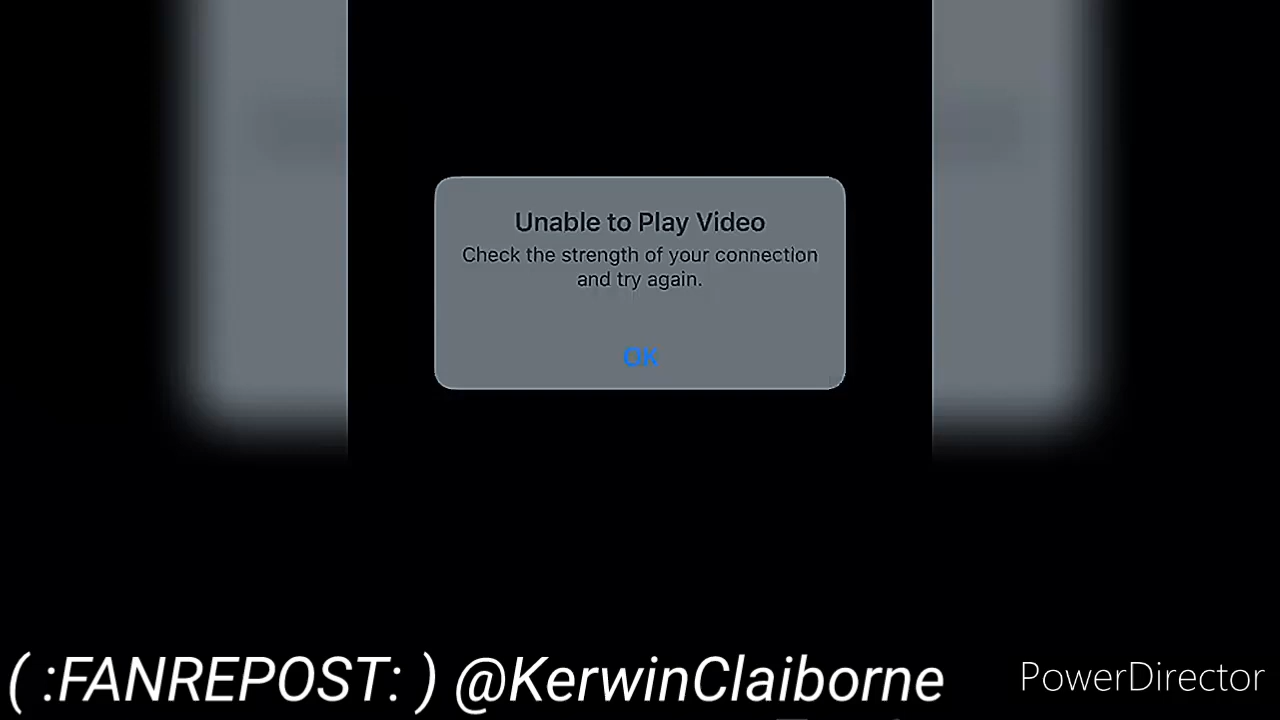 Unable to Play Video
Check the strength of your connection
and try again.
OK
( :FANREPOST: ) @KerwinClaiborne
PowerDirector